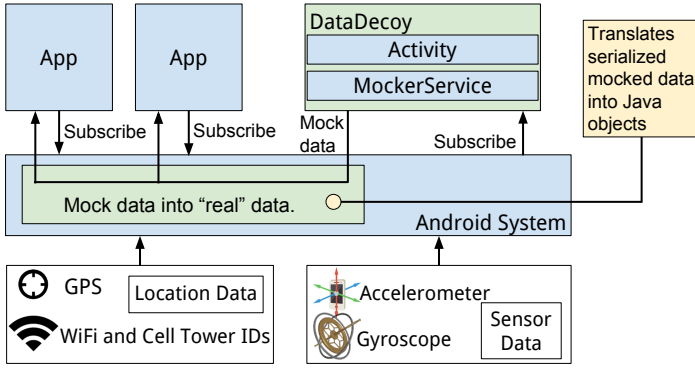 App
App
DataDecoy
Activity
MockerService
Translates
serialized
mocked data
into Java
objects
Subscribe
Subscribe
Mock
data
Subscribe
Mock data into “real” data.
Android System
GPS
Location Data
WiFi and Cell Tower IDs
Accelerometer
Gyroscope
Sensor
Data